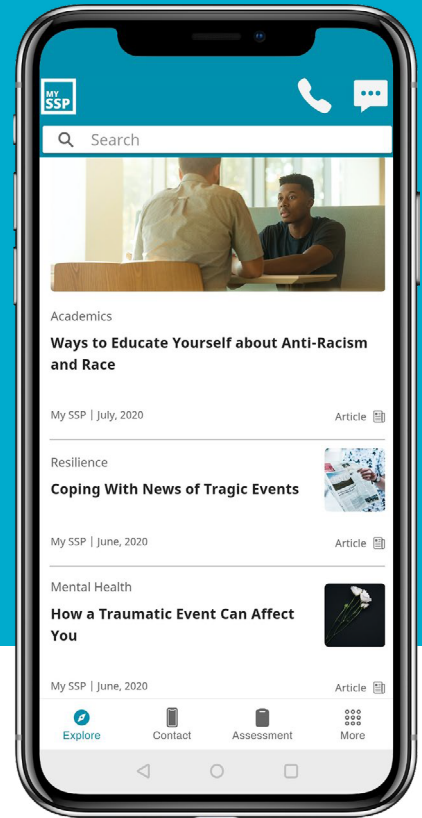 MY
SSP
Search
Academics
Ways to Educate Yourself about Anti-Racism
and Race
My SSP | July, 2020
Article
Resilience
Coping With News of Tragic Events
My SSP | June, 2020
Article
Mental Health
How a Traumatic Event Can Affect
You
My SSP | June, 2020
Article
Explore
Contact
Assessment
More